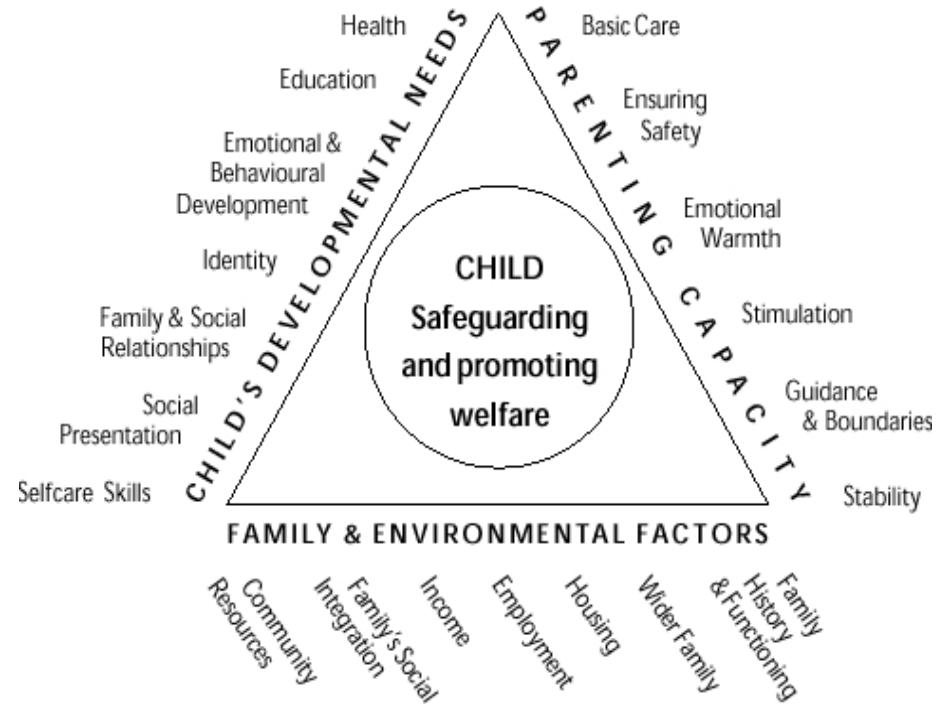 Health
Education
Emotional &
Behavioural
Development
Identity
Family & Social
Relationships
Social
Presentation
Selfcare Skills
CHILD'S DEVELOPMENTAL NEEDS
CHILD
Safeguarding
and promoting
welfare
PARENTING CAPACITY
Basic Care
Ensuring
Safety
Emotional
Warmth
Stimulation
Guidance
& Boundaries
Stability
FAMILY & ENVIRONMENTAL FACTORS
Community
Resources
Family's Social
Integration
Income
Employment
Housing
Wider Family
Family
History
& Functioning